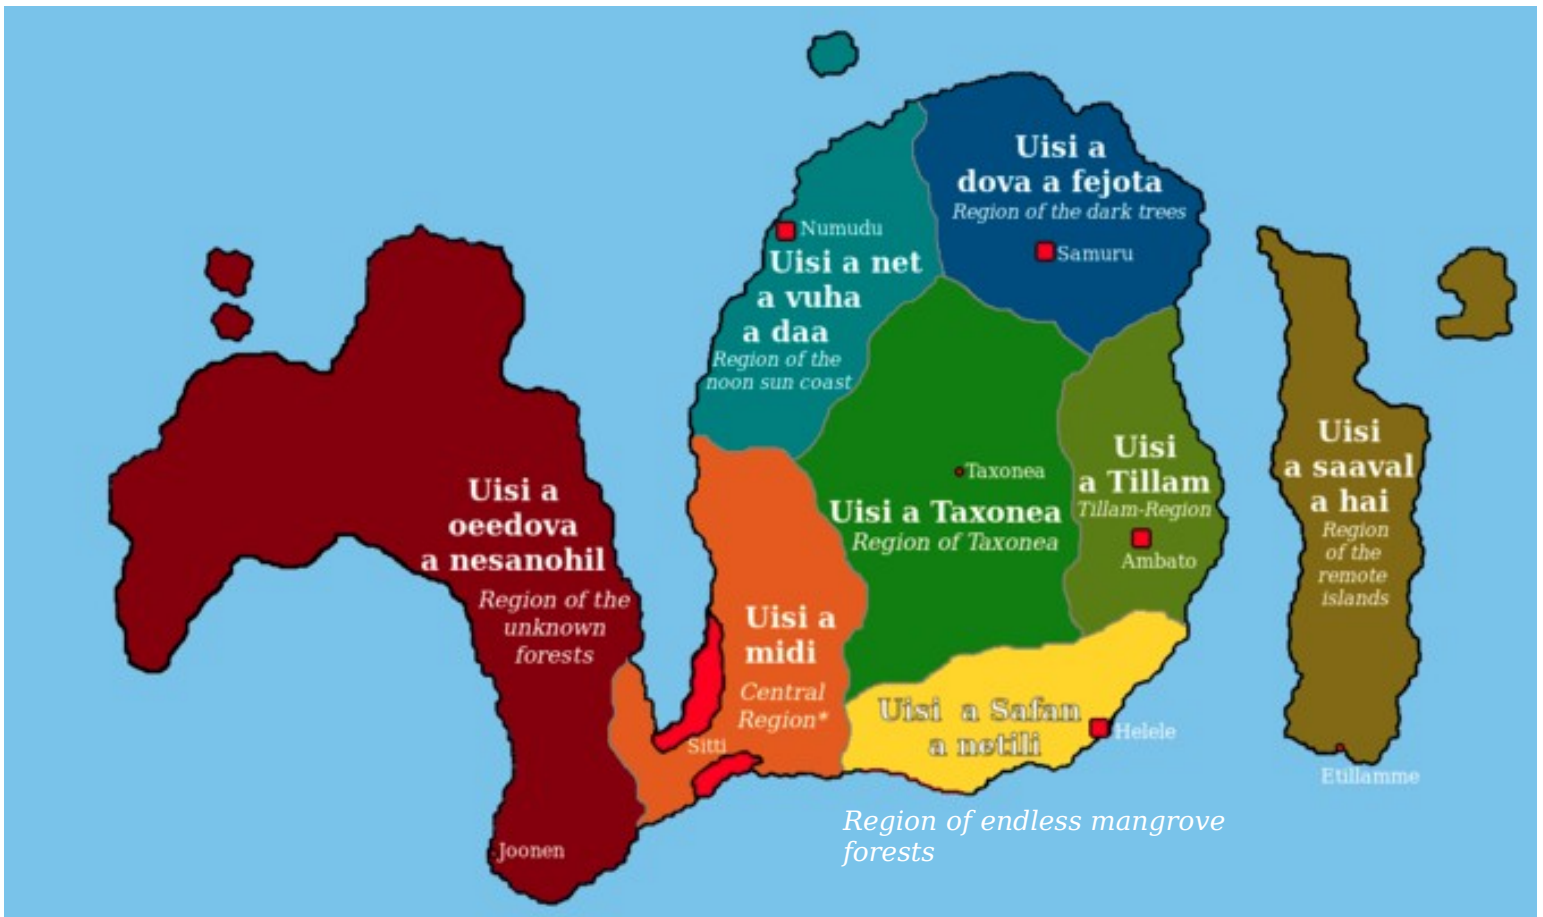 Uisi a
dova a fejota
Region of the dark trees
Samuru
Numudu
Uisi a net
a vuha
a daa
Region of the
noon sun coast
Uisi a
oeedova
a nesanohil
Region of the
unknown
forests
Joonen
Taxonea
Uisi a Taxonea
Region of Taxonea
Uisi
a Tillam
Tillam-Region
Ambato
Uisi
a saaval
a hai
Region
of the
remote
islands
Etillamme
Uisi a
midi
Central
Region*
Sitti
Uisi a Safan
a netili
Helele
Region of endless mangrove
forests